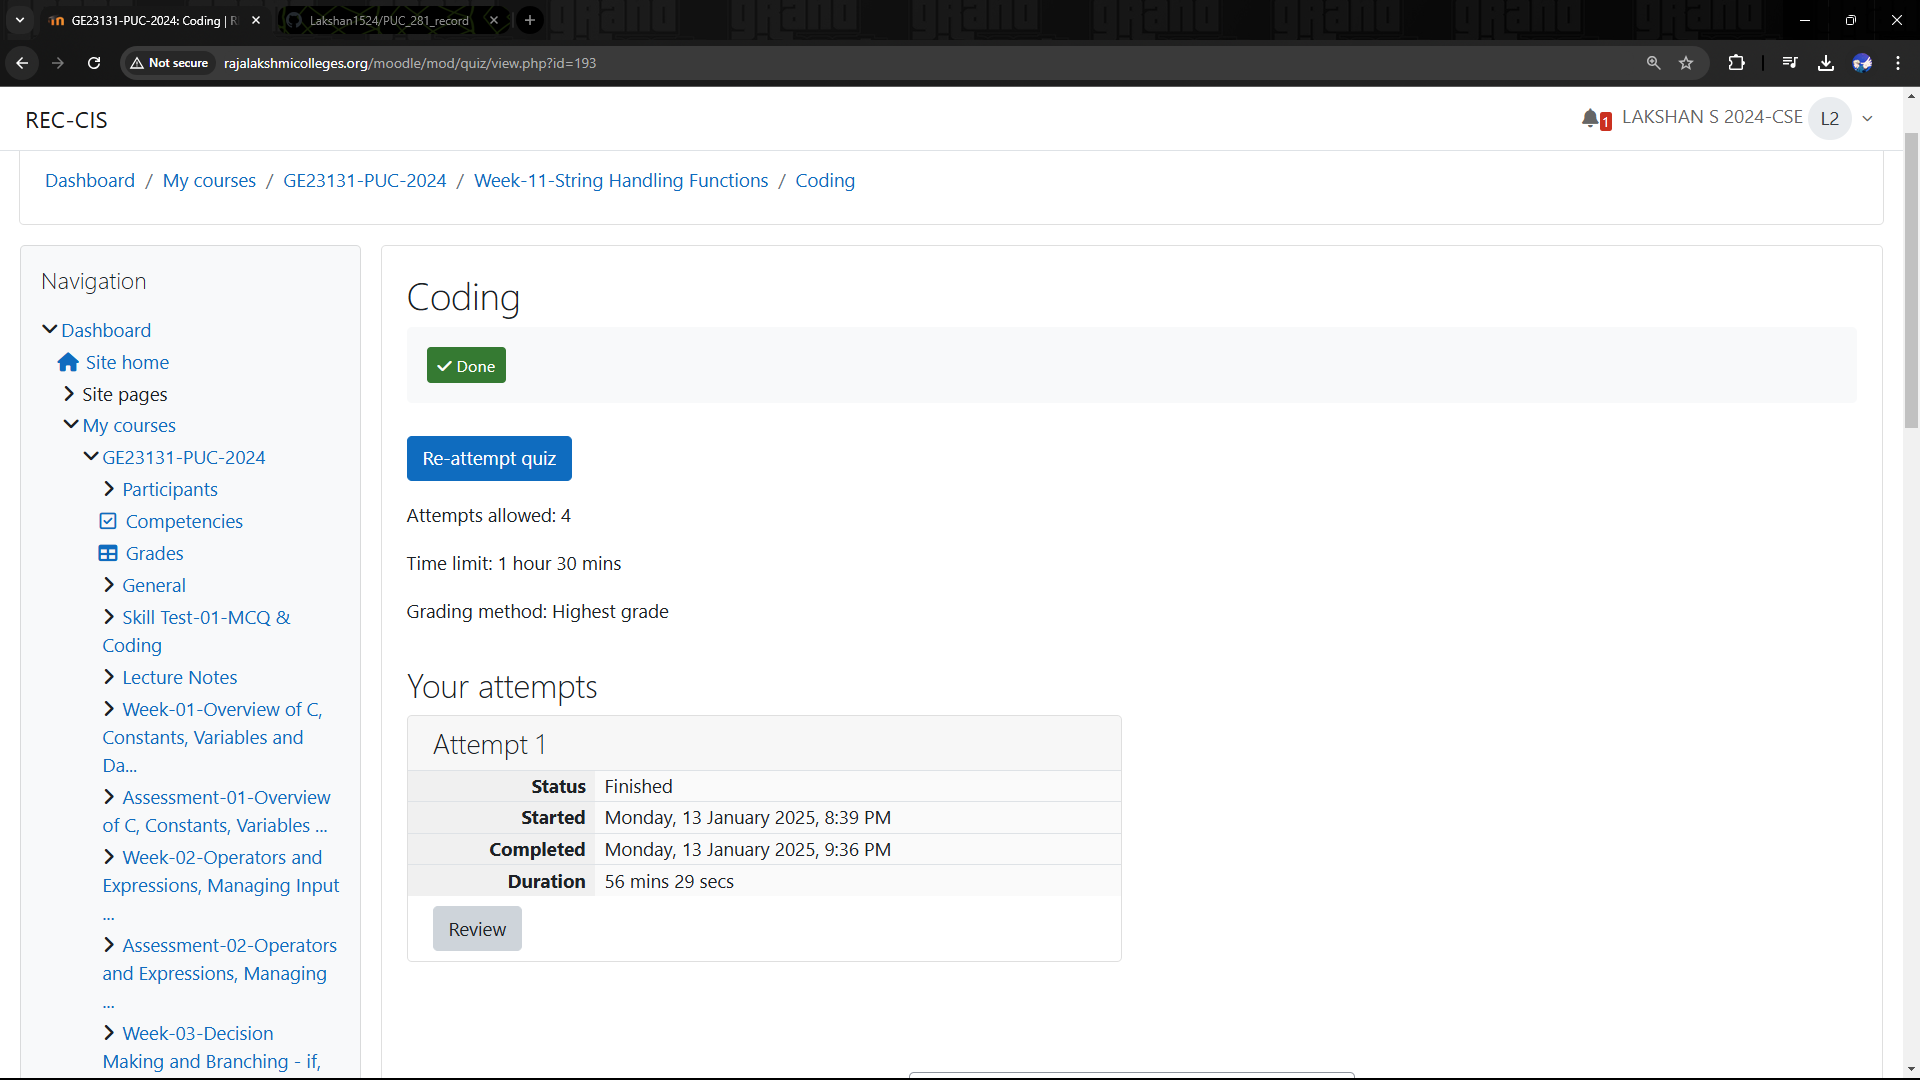 GE23131-PUC-2024: Coding | R
Lakshan1524/PUC_281_record
Not secure
rajalakshmicolleges.org/moodle/mod/quiz/view.php?id=193
REC-CIS
1
LAKSHAN S 2024-CSE
L2
Dashboard / My courses / GE23131-PUC-2024 / Week-11-String Handling Functions / Coding
Navigation
Dashboard
Site home
Site pages
My courses
GE23131-PUC-2024
Participants
Competencies
Grades
General
Skill Test-01-MCQ &
Coding
Lecture Notes
Week-01-Overview of C,
Constants, Variables and
Da...
Assessment-01-Overview
of C, Constants, Variables ...
Week-02-Operators and
Expressions, Managing Input
...
Assessment-02-Operators
and Expressions, Managing
...
Week-03-Decision
Making and Branching - if,
Coding
Done
Re-attempt quiz
Attempts allowed: 4
Time limit: 1 hour 30 mins
Grading method: Highest grade
Your attempts
Attempt 1
Status Finished
Started Monday, 13 January 2025, 8:39 PM
Completed Monday, 13 January 2025, 9:36 PM
Duration 56 mins 29 secs
Review